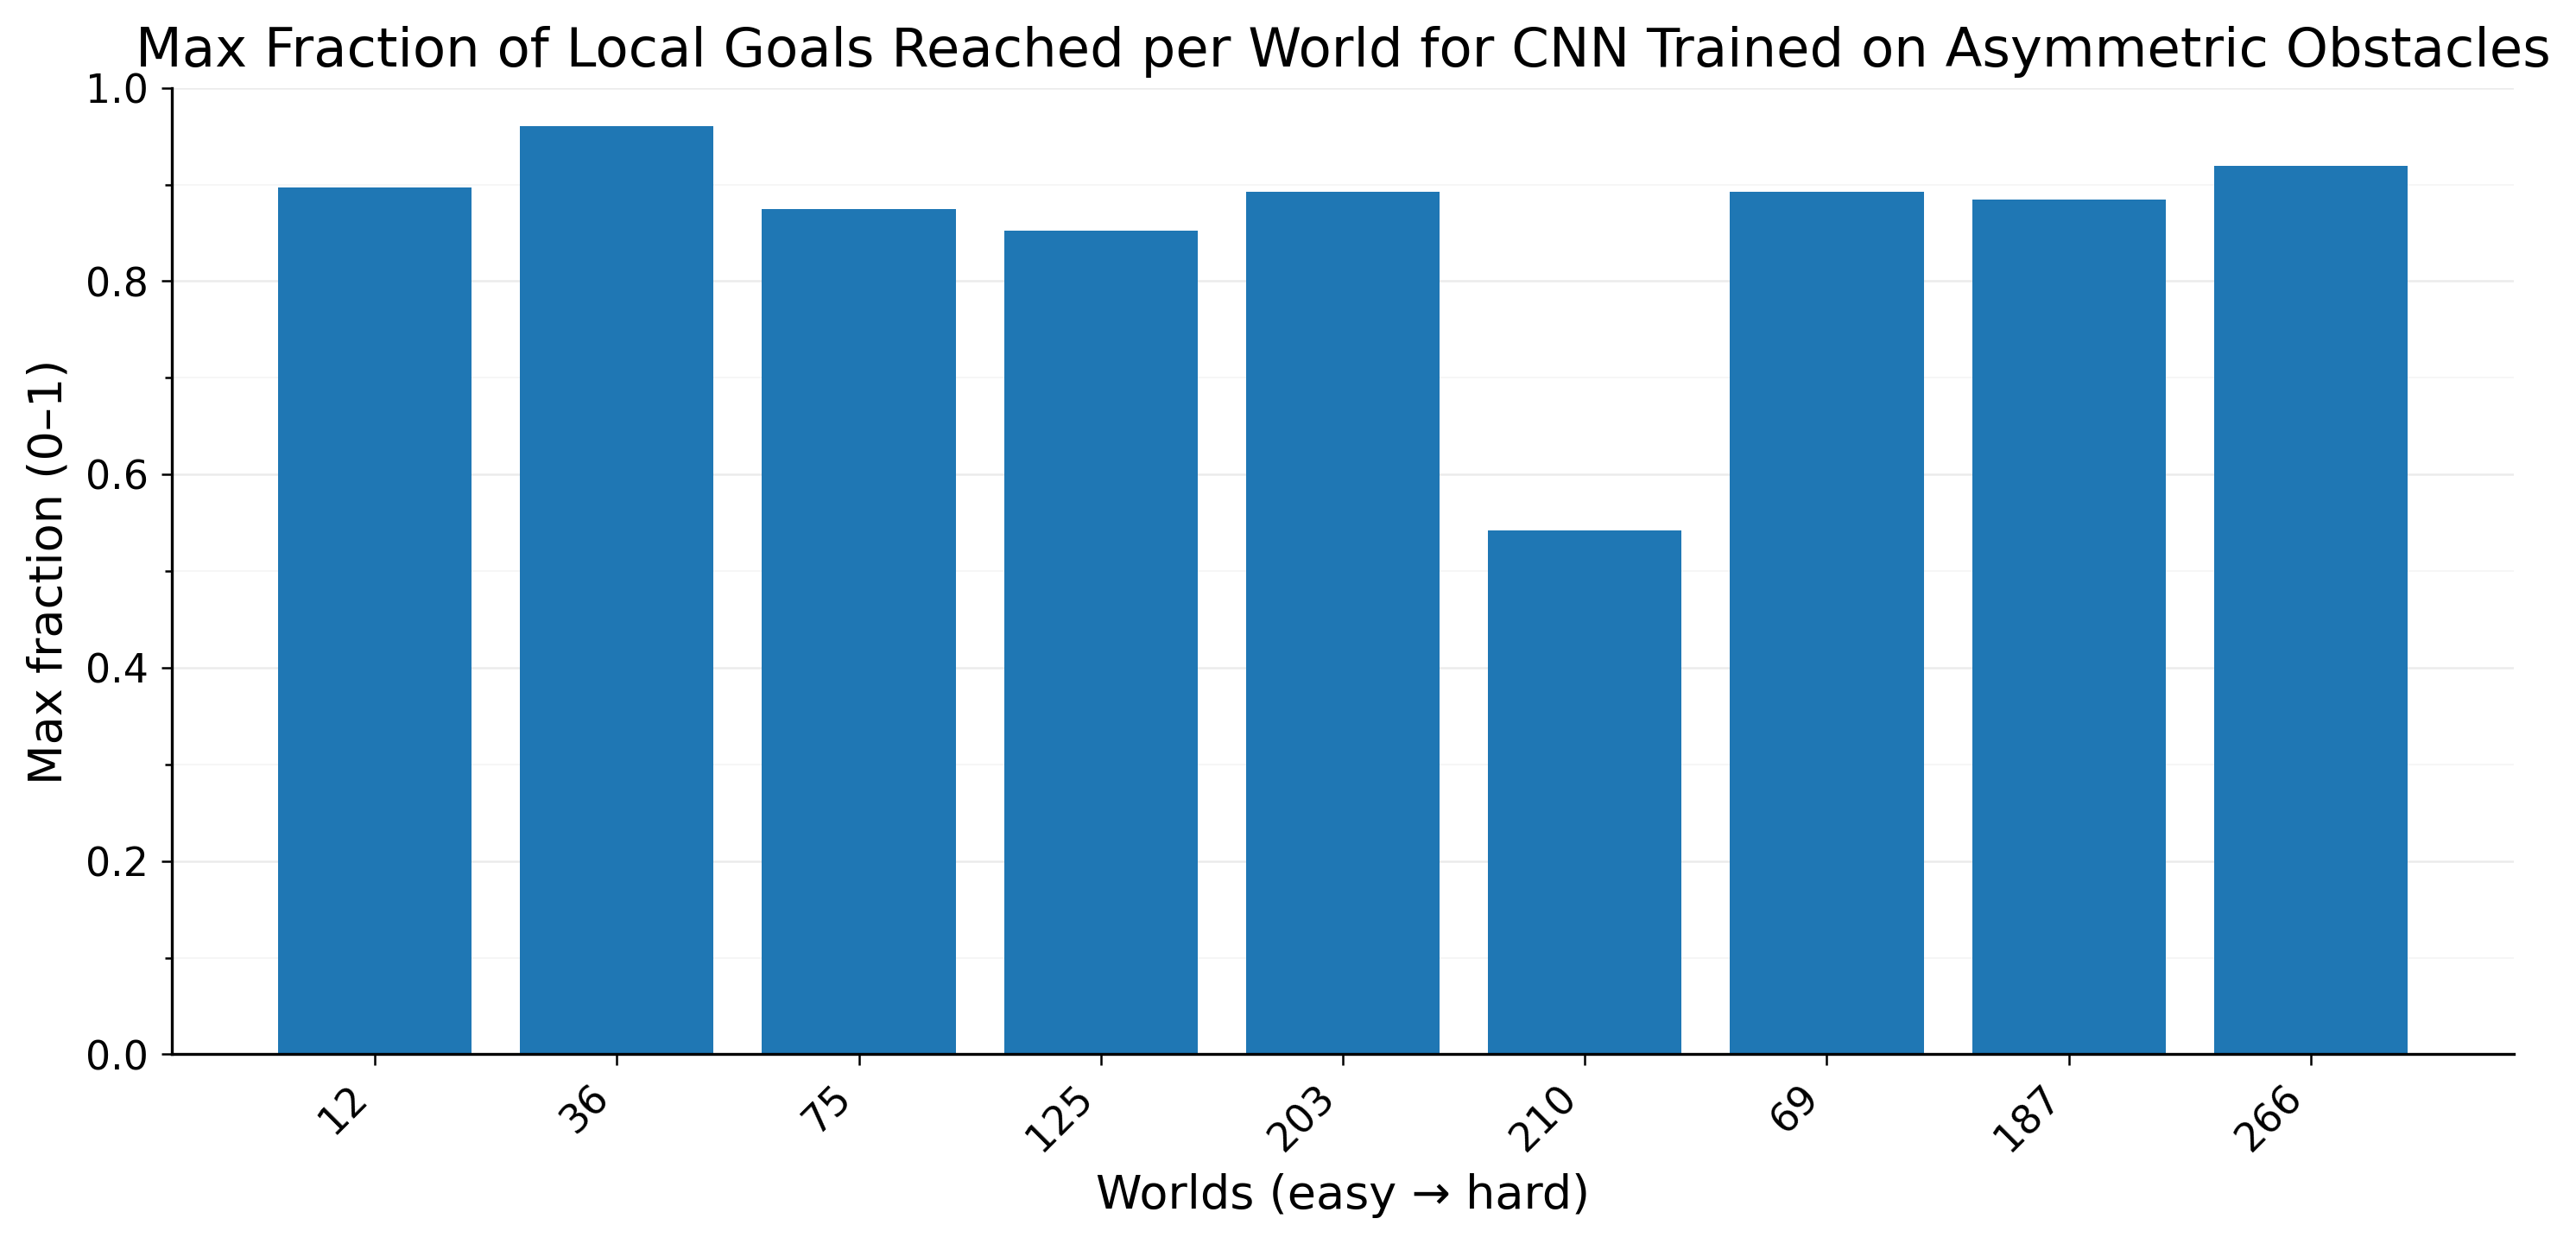 Max Fraction of Local Goals Reached per World for CNN Trained on Asymmetric Obstacles
Max fraction (0–1)
1.0
0.8
0.6
0.4
0.2
0.0
12 36 75 125 203 210 69 187 266
Worlds (easy → hard)